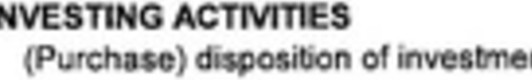 NVESTING ACTIVITIES
(Purchase) disposition of investme